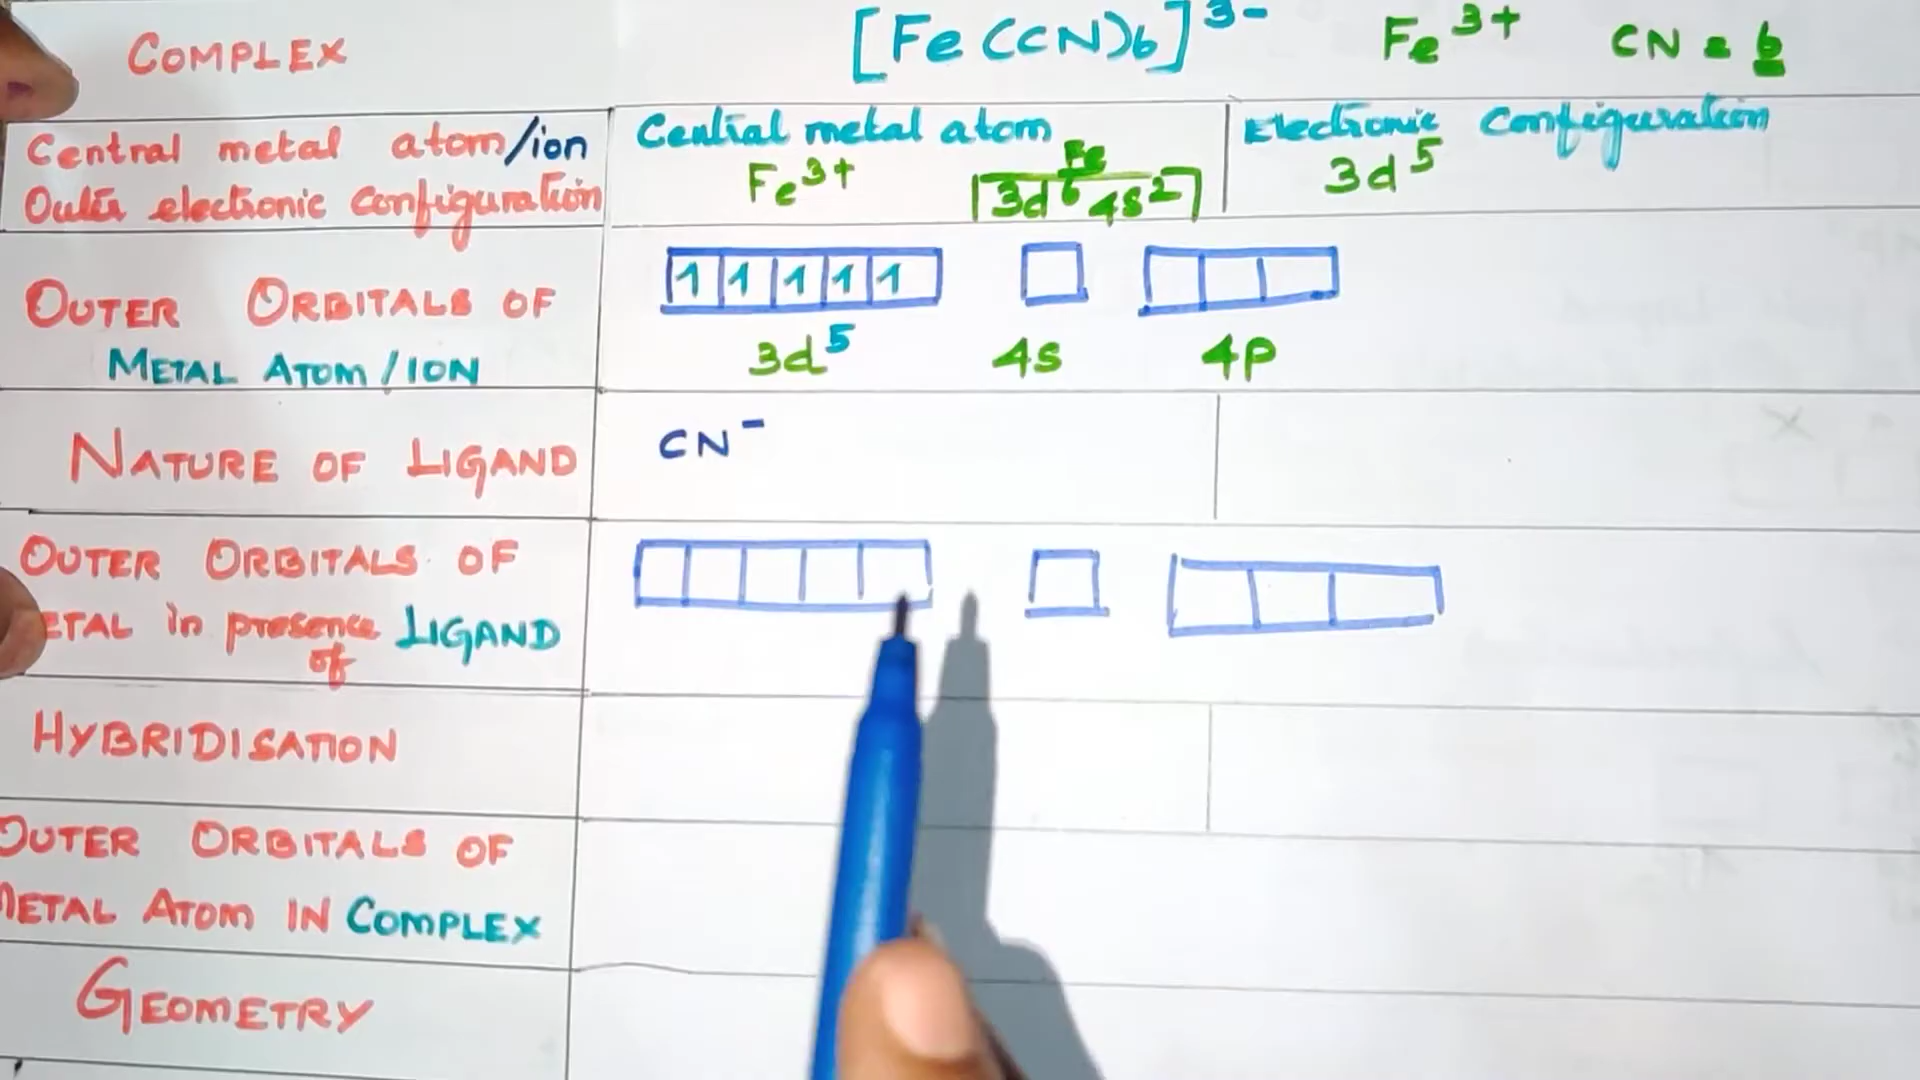 COMPLEX
[Fe(CN)6]3-
Fe3+
CN = 6
Central metal atom/ion
Outer electronic configuration
Central metal atom
Fe3+
Fe
3d6 4s2
Electronic Configuration
3d5
OUTER ORBITALS OF
METAL ATOM/ION
1 1 1 1 1
3d5
4s
4p
NATURE OF LIGAND
CN-
OUTER ORBITALS OF
ETAL in presence of LIGAND
HYBRIDISATION
OUTER ORBITALS OF
METAL ATOM IN COMPLEX
GEOMETRY